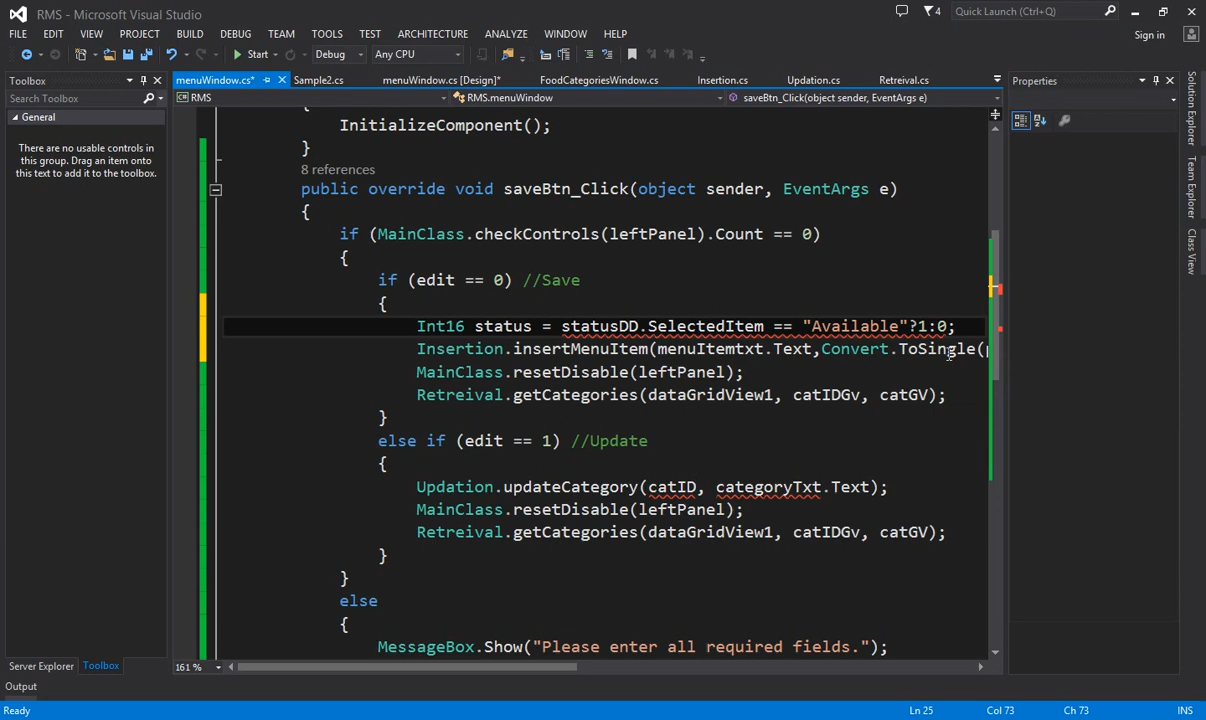 RMS - Microsoft Visual Studio
4
Quick Launch (Ctrl+Q)
FILE EDIT VIEW PROJECT BUILD DEBUG TEAM TOOLS TEST ARCHITECTURE ANALYZE WINDOW HELP
Sign in
Start Debug Any CPU
Toolbox
Search Toolbox
General
There are no usable controls in
this group. Drag an item onto
this text to add it to the toolbox.
Server Explorer Toolbox
menuWindow.cs* Sample2.cs menuWindow.cs [Design]* FoodCategoriesWindow.cs Insertion.cs Updation.cs Retreival.cs
RMS RMS.menuWindow saveBtn_Click(object sender, EventArgs e)
{
InitializeComponent();
}
8 references
public override void saveBtn_Click(object sender, EventArgs e)
{
if (MainClass.checkControls(leftPanel).Count == 0)
{
if (edit == 0) //Save
{
Int16 status = statusDD.SelectedItem == "Available"?1:0;
Insertion.insertMenuItem(menuItemtxt.Text,Convert.ToSingle(
MainClass.resetDisable(leftPanel);
Retreival.getCategories(dataGridView1, catIDGv, catGV);
}
else if (edit == 1) //Update
{
Updation.updateCategory(catID, categoryTxt.Text);
MainClass.resetDisable(leftPanel);
Retreival.getCategories(dataGridView1, catIDGv, catGV);
}
}
else
{
MessageBox.Show("Please enter all required fields.");
161 %
Properties
Solution Explorer
Team Explorer
Class View
Output
Ready Ln 25 Col 73 Ch 73 INS